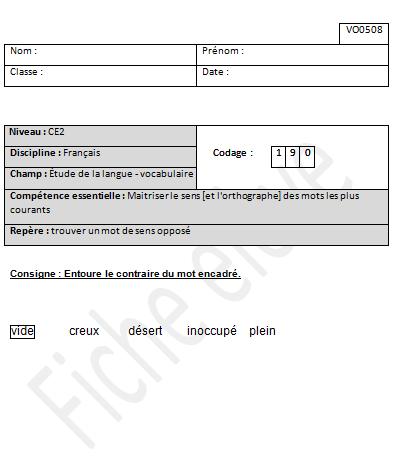 VO0508
Nom : Prénom :
Classe : Date :
Niveau : CE2
Discipline : Français Codage : 1 9 0
Champ : Étude de la langue - vocabulaire
Compétence essentielle : Maitriser le sens [et l'orthographe] des mots les plus
courants
Repère : trouver un mot de sens opposé
Consigne : Entoure le contraire du mot encadré.
vide creux désert inoccupé plein
Fiche élève